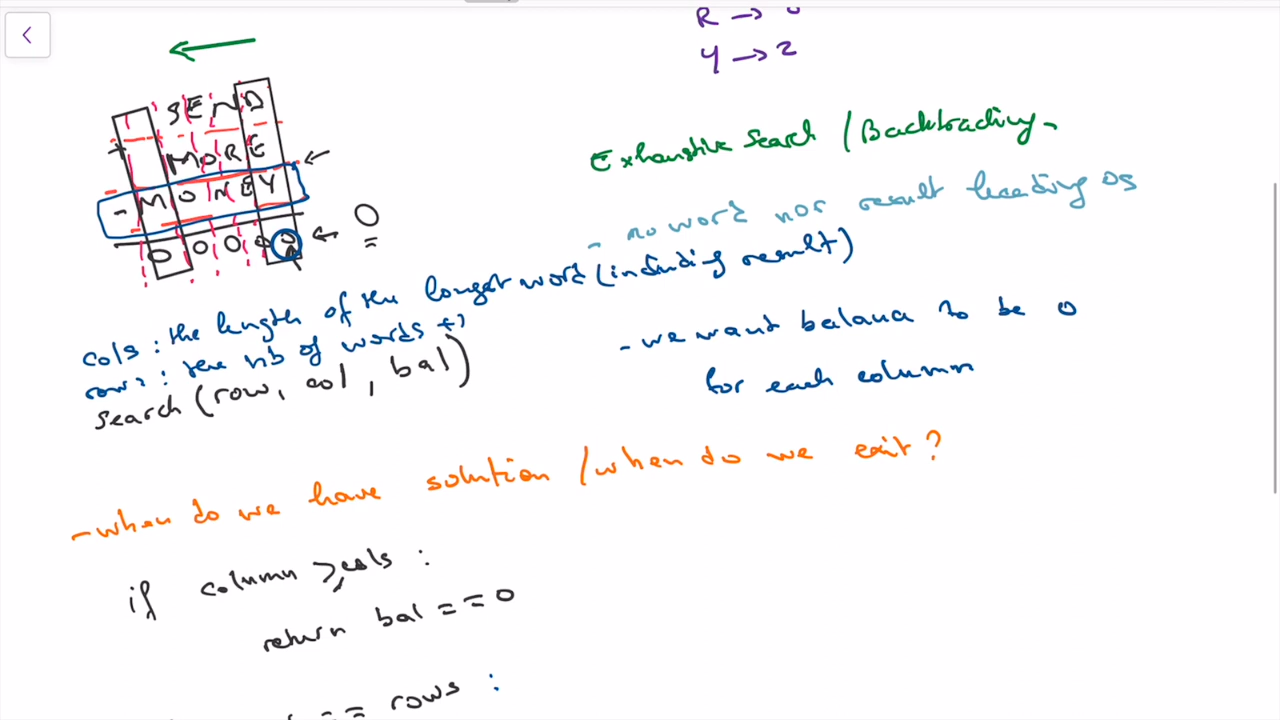 R →
Y → 2
SEND
+ MORE
- MONEY
0 0 0 0 0
0
Exhaustive Search / Backtracking
- no word nor result leading 0s
cols : the length of the longest word (including result)
rows : the nb of words +1
search (row, col, bal)
- we want balance to be 0
for each column
- when do we have solution / when do we exit?
if column >= cols :
return bal == 0
== rows :